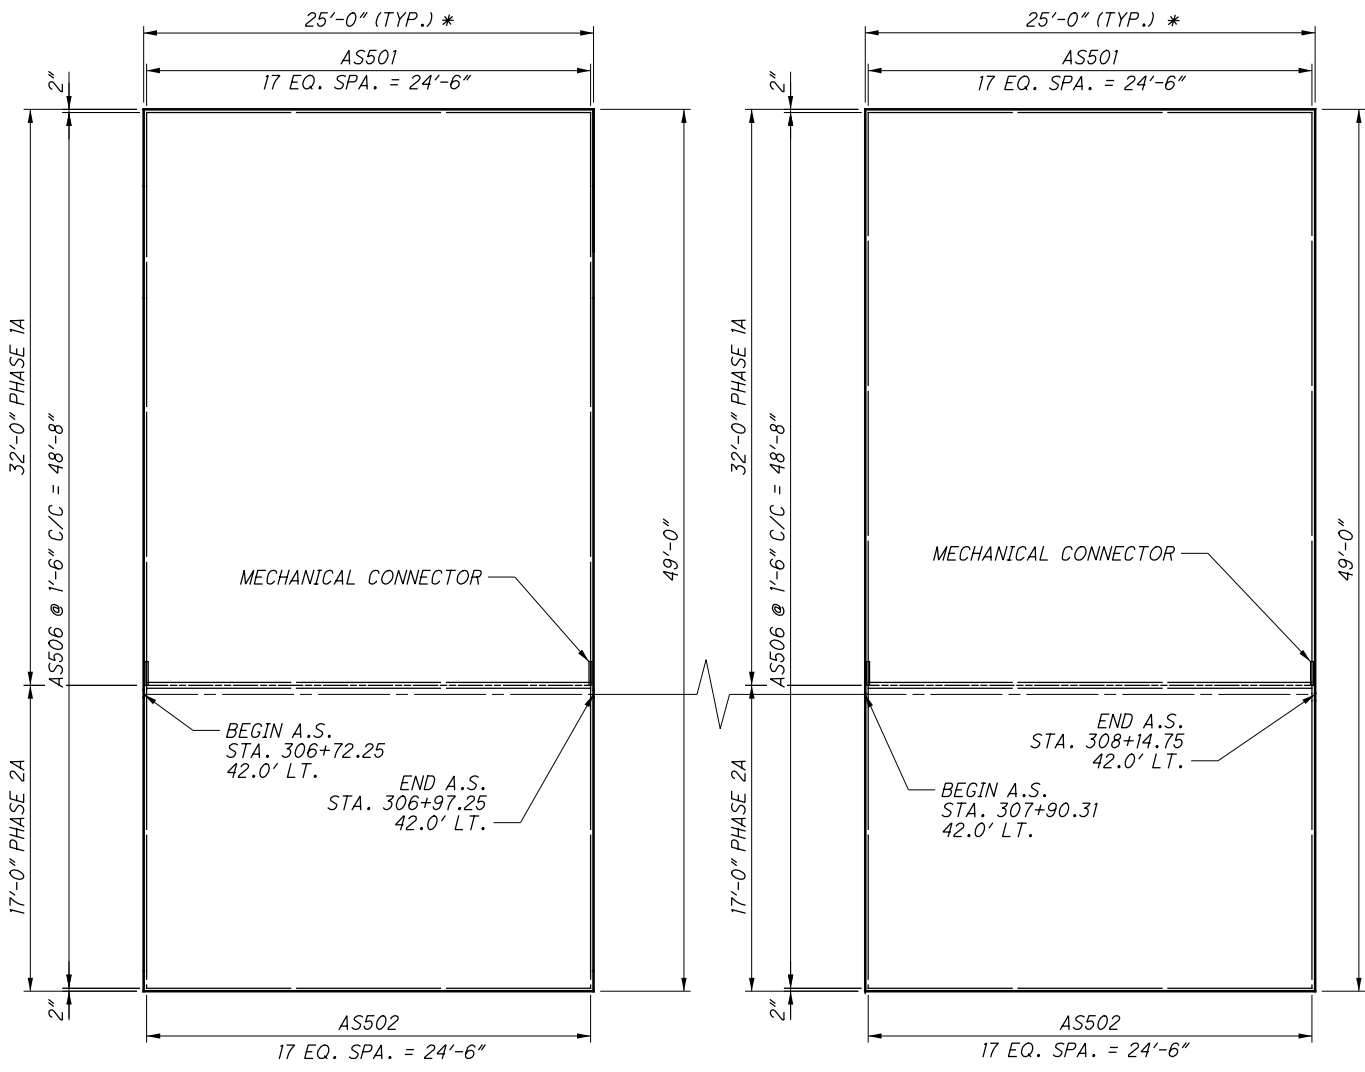 25'-0" (TYP.) *
AS501
17 EQ. SPA. = 24'-6"
2"
32'-0" PHASE 1A
AS506 @ 1'-6" C/C = 48'-8"
49'-0"
MECHANICAL CONNECTOR
BEGIN A.S.
STA. 306+72.25
42.0' LT.
END A.S.
STA. 306+97.25
42.0' LT.
17'-0" PHASE 2A
2"
AS502
17 EQ. SPA. = 24'-6"
25'-0" (TYP.) *
AS501
17 EQ. SPA. = 24'-6"
2"
32'-0" PHASE 1A
AS506 @ 1'-6" C/C = 48'-8"
49'-0"
MECHANICAL CONNECTOR
END A.S.
STA. 308+14.75
42.0' LT.
BEGIN A.S.
STA. 307+90.31
42.0' LT.
17'-0" PHASE 2A
2"
AS502
17 EQ. SPA. = 24'-6"